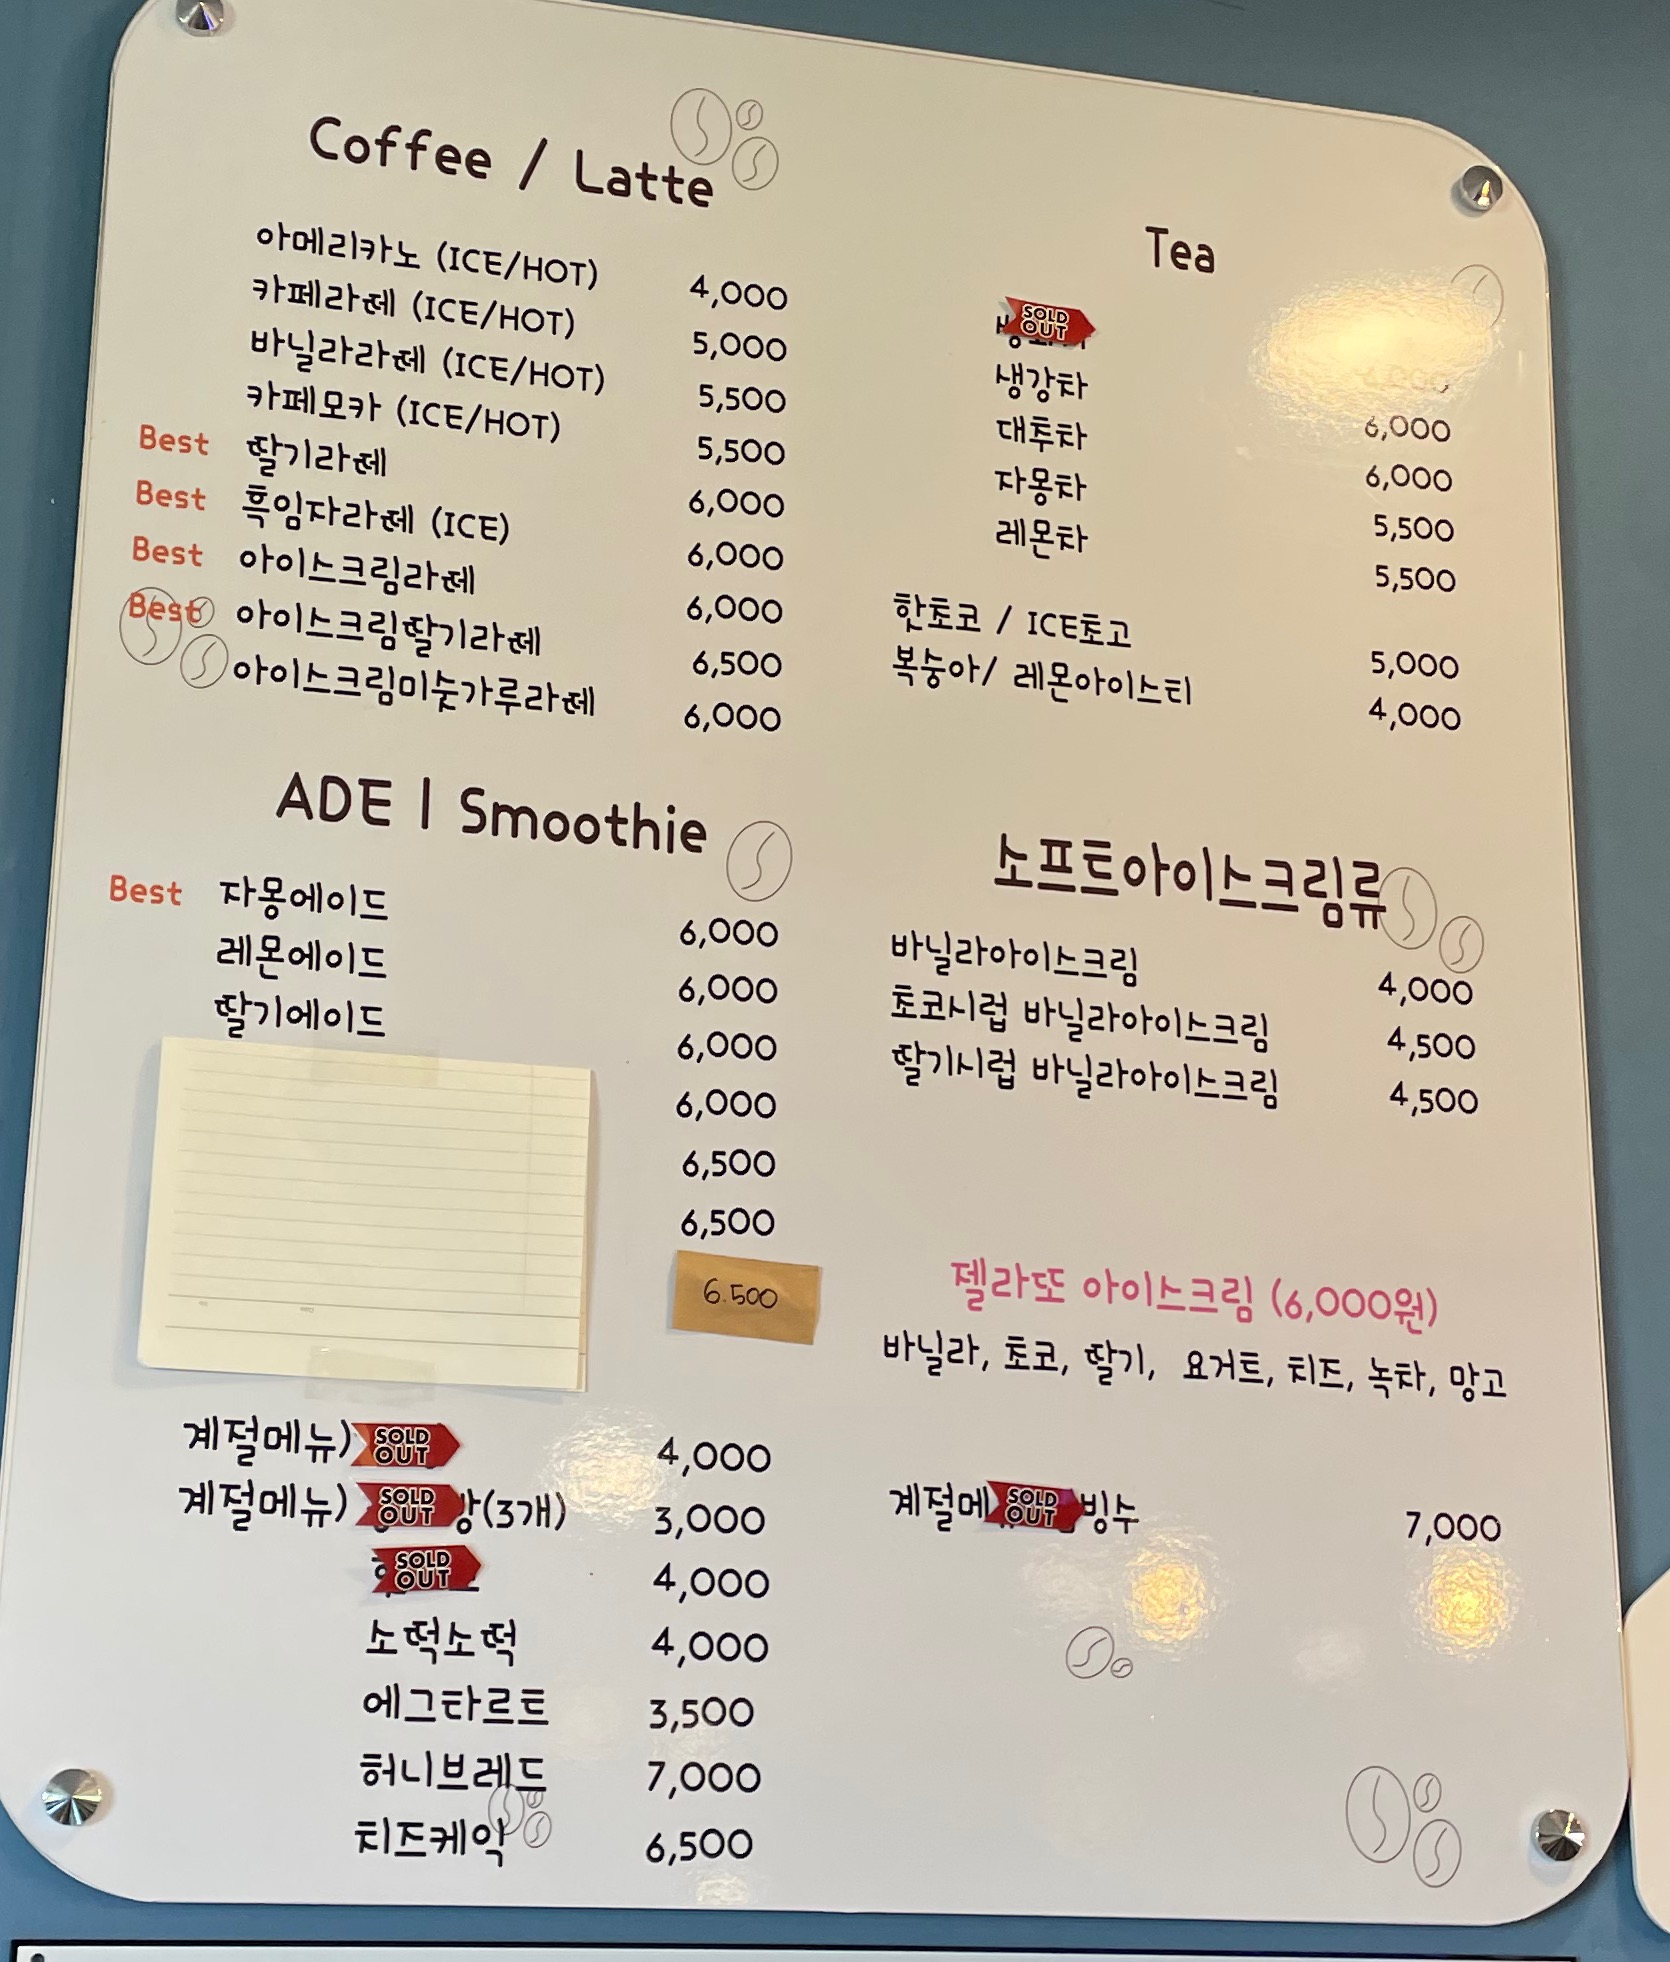 Coffee / Latte
아메리카노 (ICE/HOT) 4,000
카페라떼 (ICE/HOT) 5,000
바닐라라떼 (ICE/HOT) 5,500
카페모카 (ICE/HOT) 5,500
Best 딸기라떼 6,000
Best 흑임자라떼 (ICE) 6,000
Best 아이스크림라떼 6,000
Best 아이스크림딸기라떼 6,500
아이스크림미숫가루라떼 6,000
ADE | Smoothie
Best 자몽에이드 6,000
레몬에이드 6,000
딸기에이드 6,000
6,000
6,500
6,500
6.500
계절메뉴) SOLD OUT 4,000
계절메뉴) SOLD OUT (3개) 3,000
SOLD OUT 4,000
소떡소떡 4,000
에그타르트 3,500
허니브레드 7,000
치즈케익 6,500
Tea
SOLD OUT
생강차 6,000
대추차 6,000
자몽차 5,500
레몬차 5,500
핫초코 / ICE초고 5,000
복숭아/ 레몬아이스티 4,000
소프트아이스크림류
바닐라아이스크림 4,000
초코시럽 바닐라아이스크림 4,500
딸기시럽 바닐라아이스크림 4,500
젤라또 아이스크림 (6,000원)
바닐라, 초코, 딸기, 요거트, 치즈, 녹차, 망고
계절메 SOLD OUT 빙수 7,000